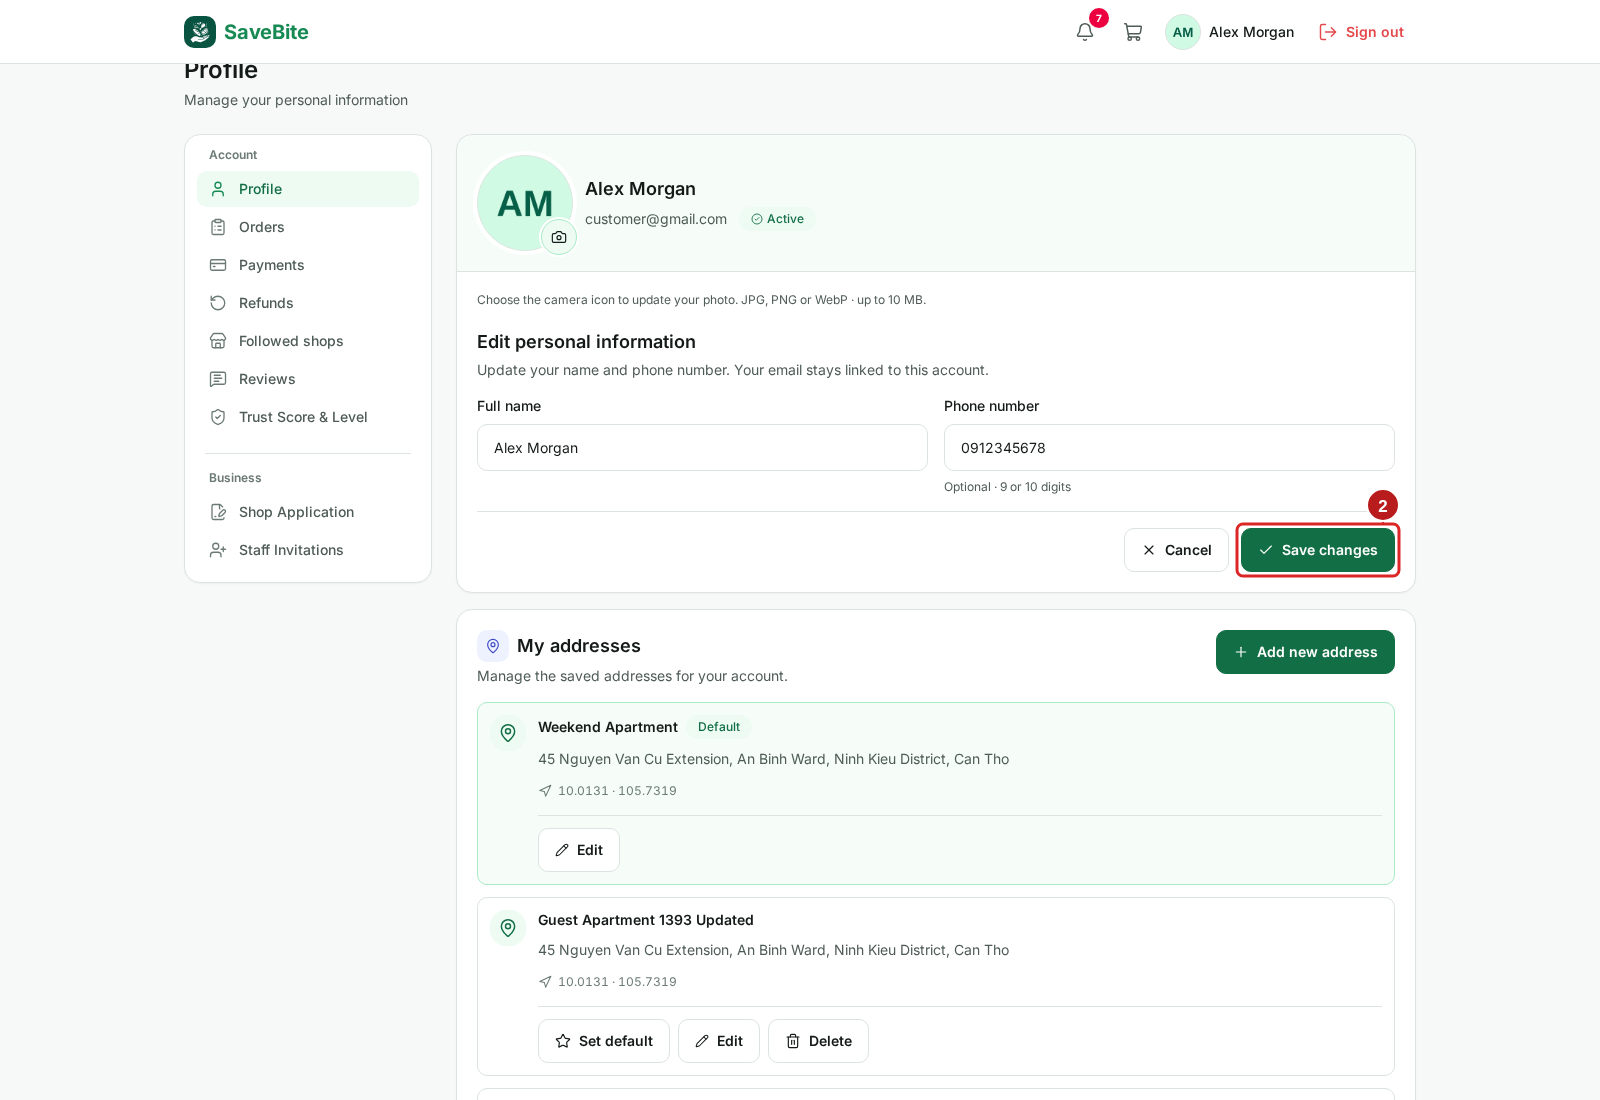 SaveBite
7
AM
Alex Morgan
Sign out
Profile
Manage your personal information
Account
Profile
Orders
Payments
Refunds
Followed shops
Reviews
Trust Score & Level
Business
Shop Application
Staff Invitations
AM
Alex Morgan
customer@gmail.com
Active
Choose the camera icon to update your photo. JPG, PNG or WebP · up to 10 MB.
Edit personal information
Update your name and phone number. Your email stays linked to this account.
Full name
Alex Morgan
Phone number
0912345678
Optional · 9 or 10 digits
2
Cancel
Save changes
My addresses
Manage the saved addresses for your account.
Add new address
Weekend Apartment
Default
45 Nguyen Van Cu Extension, An Binh Ward, Ninh Kieu District, Can Tho
10.0131 · 105.7319
Edit
Guest Apartment 1393 Updated
45 Nguyen Van Cu Extension, An Binh Ward, Ninh Kieu District, Can Tho
10.0131 · 105.7319
Set default
Edit
Delete